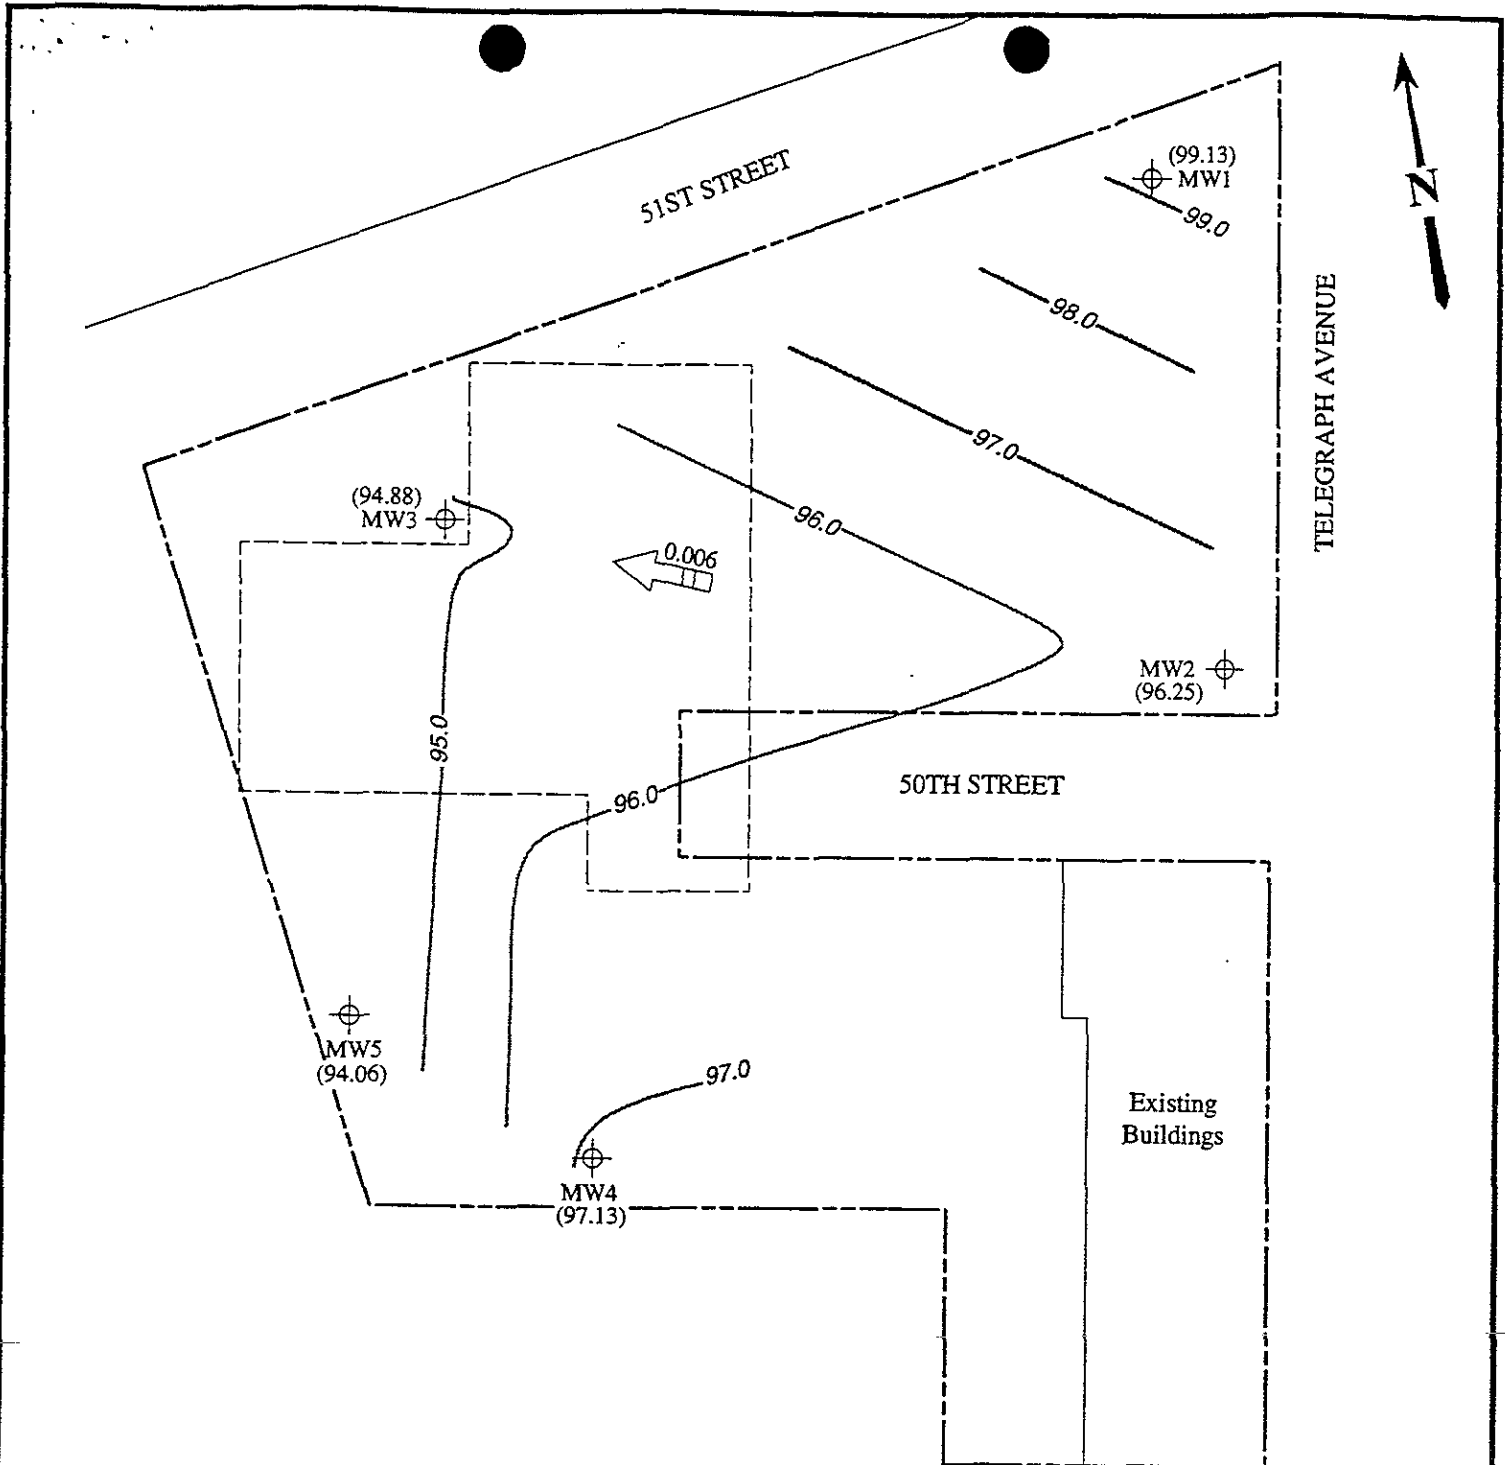 51ST STREET
(99.13)
MW1
N
99.0
98.0
TELEGRAPH AVENUE
97.0
(94.88)
MW3
96.0
0.006
MW2
(96.25)
95.0
96.0
50TH STREET
MW5
(94.06)
97.0
Existing
Buildings
MW4
(97.13)